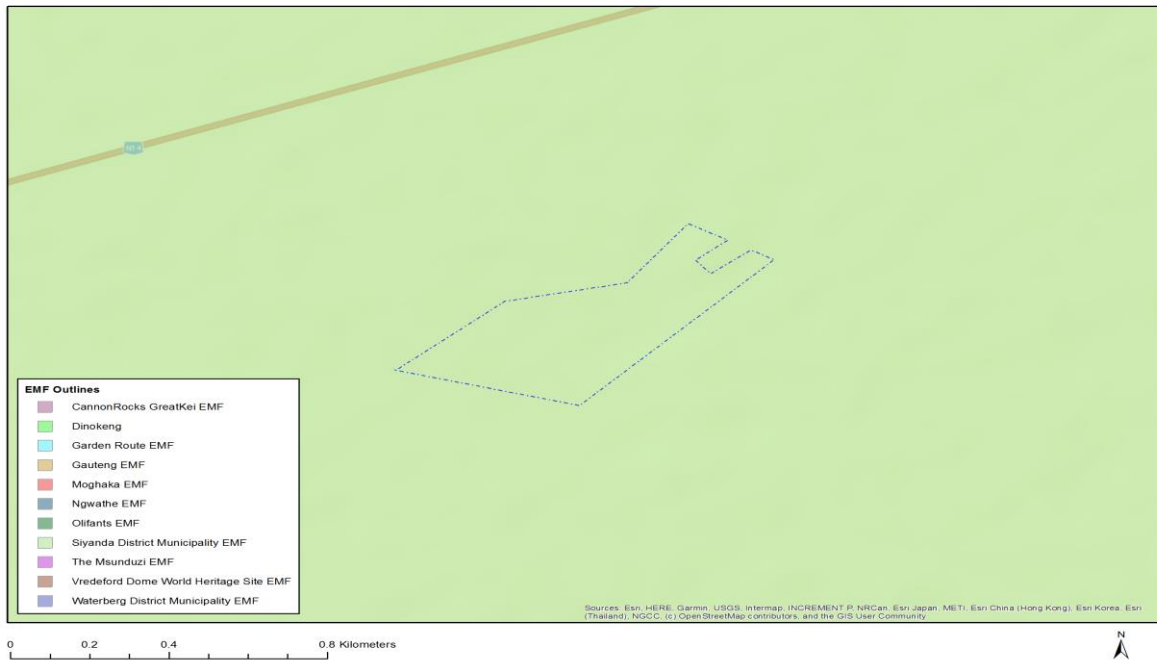 N14
EMF Outlines
CannonRocks GreatKei EMF
Dinokeng
Garden Route EMF
Gauteng EMF
Moghaka EMF
Ngwathe EMF
Olifants EMF
Siyanda District Municipality EMF
The Msunduzi EMF
Vredeford Dome World Heritage Site EMF
Waterberg District Municipality EMF
Sources: Esri, HERE, Garmin, USGS, Intermap, INCREMENT P, NRCan, Esri Japan, METI, Esri China (Hong Kong), Esri Korea, Esri
(Thailand), NGCC, (c) OpenStreetMap contributors, and the GIS User Community
0 0.2 0.4 0.8 Kilometers
N